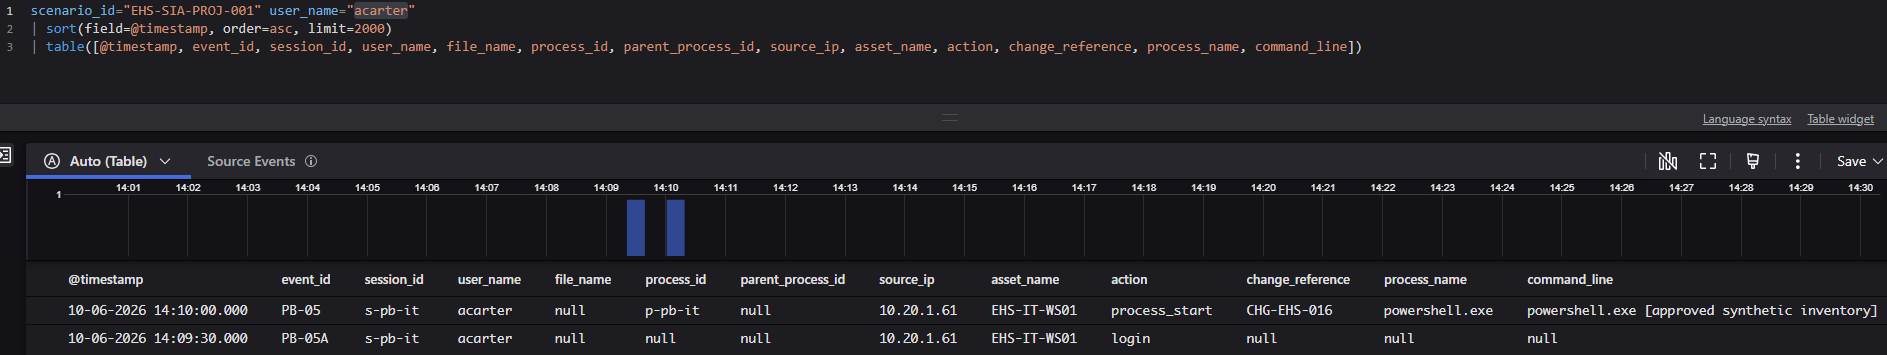 1 scenario_id="EHS-SIA-PROJ-001" user_name="acarter"
2 | sort(field=@timestamp, order=asc, limit=2000)
3 | table([@timestamp, event_id, session_id, user_name, file_name, process_id, parent_process_id, source_ip, asset_name, action, change_reference, process_name, command_line])
Language syntax Table widget
Auto (Table) Source Events Save
14:01 14:02 14:03 14:04 14:05 14:06 14:07 14:08 14:09 14:10 14:11 14:12 14:13 14:14 14:15 14:16 14:17 14:18 14:19 14:20 14:21 14:22 14:23 14:24 14:25 14:26 14:27 14:28 14:29 14:30
1
@timestamp event_id session_id user_name file_name process_id parent_process_id source_ip asset_name action change_reference process_name command_line
10-06-2026 14:10:00.000 PB-05 s-pb-it acarter null p-pb-it null 10.20.1.61 EHS-IT-WS01 process_start CHG-EHS-016 powershell.exe powershell.exe [approved synthetic inventory]
10-06-2026 14:09:30.000 PB-05A s-pb-it acarter null null null 10.20.1.61 EHS-IT-WS01 login null null null